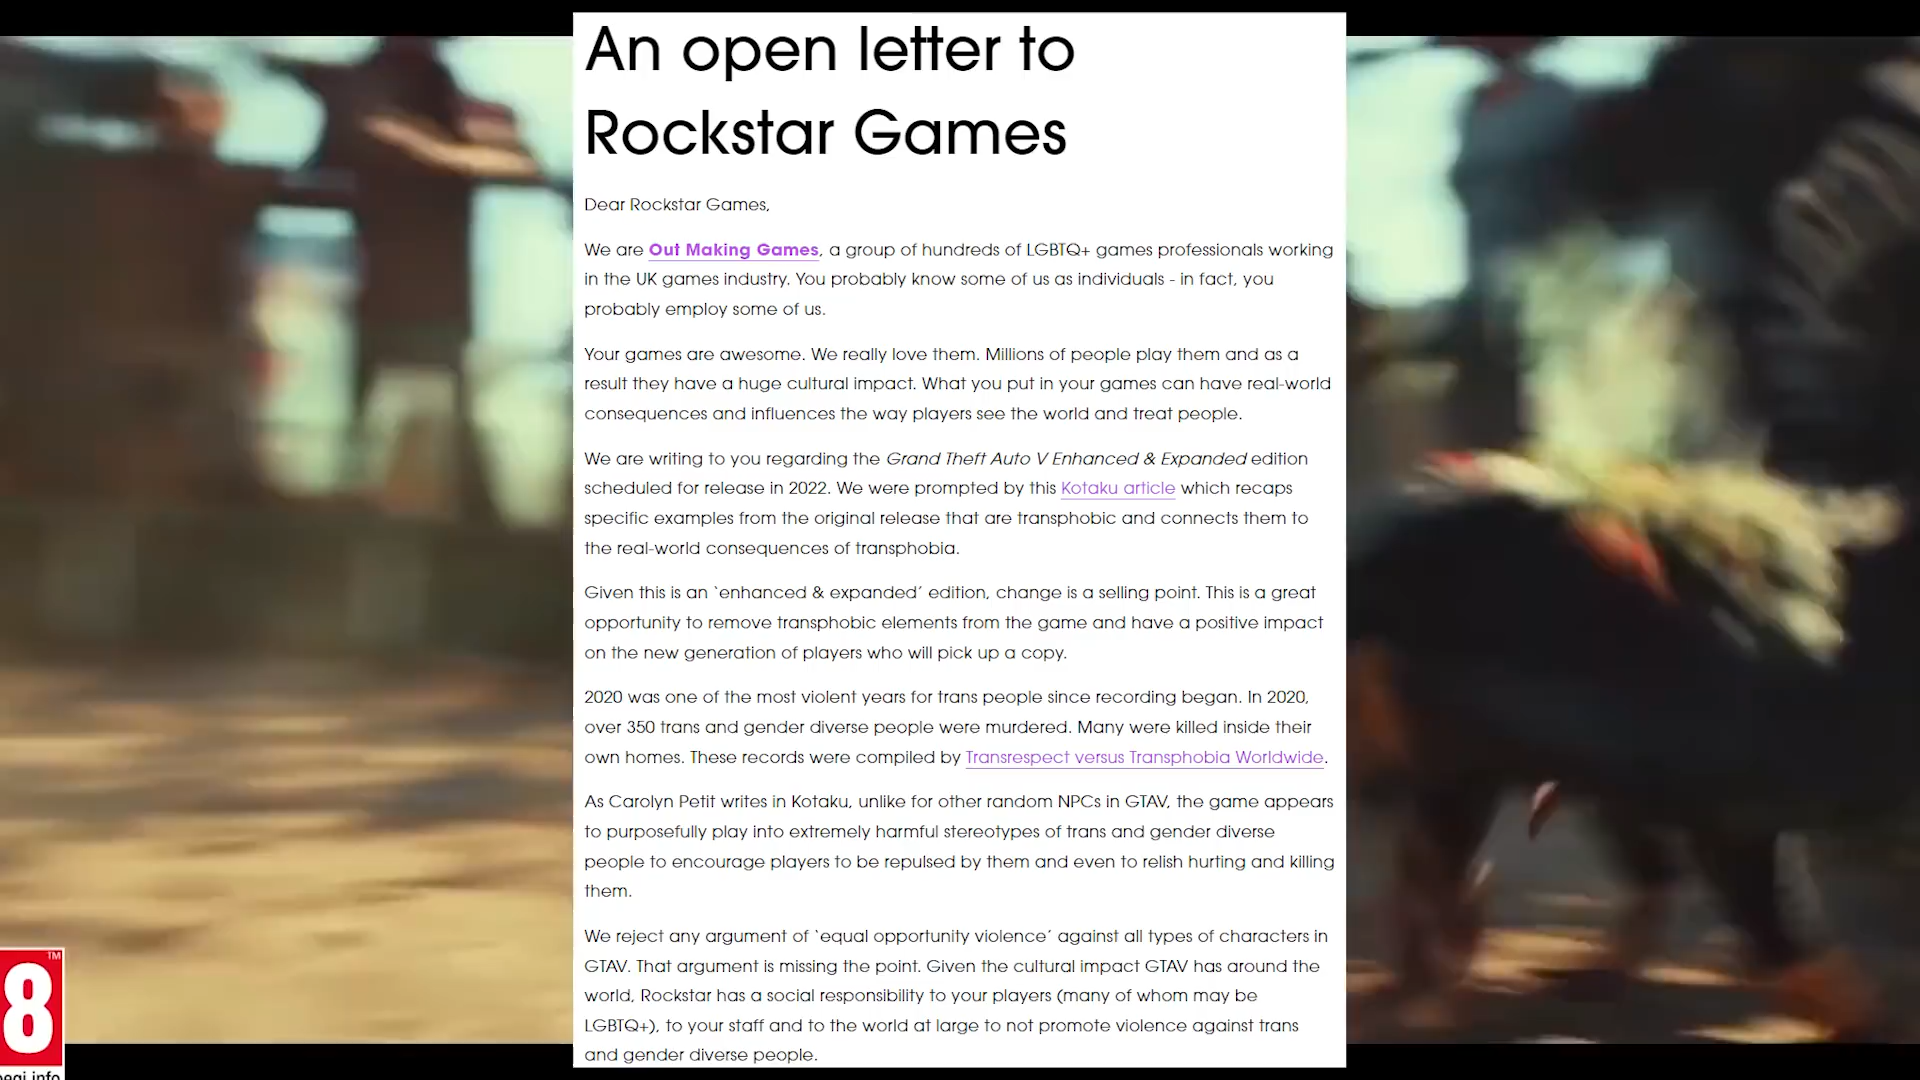 An open letter to
Rockstar Games
Dear Rockstar Games,
We are Out Making Games, a group of hundreds of LGBTQ+ games professionals working
in the UK games industry. You probably know some of us as individuals - in fact, you
probably employ some of us.
Your games are awesome. We really love them. Millions of people play them and as a
result they have a huge cultural impact. What you put in your games can have real-world
consequences and influences the way players see the world and treat people.
We are writing to you regarding the Grand Theft Auto V Enhanced & Expanded edition
scheduled for release in 2022. We were prompted by this Kotaku article which recaps
specific examples from the original release that are transphobic and connects them to
the real-world consequences of transphobia.
Given this is an `enhanced & expanded´ edition, change is a selling point. This is a great
opportunity to remove transphobic elements from the game and have a positive impact
on the new generation of players who will pick up a copy.
2020 was one of the most violent years for trans people since recording began. In 2020,
over 350 trans and gender diverse people were murdered. Many were killed inside their
own homes. These records were compiled by Transrespect versus Transphobia Worldwide.
As Carolyn Petit writes in Kotaku, unlike for other random NPCs in GTAV, the game appears
to purposefully play into extremely harmful stereotypes of trans and gender diverse
people to encourage players to be repulsed by them and even to relish hurting and killing
them.
We reject any argument of `equal opportunity violence´ against all types of characters in
GTAV. That argument is missing the point. Given the cultural impact GTAV has around the
world, Rockstar has a social responsibility to your players (many of whom may be
LGBTQ+), to your staff and to the world at large to not promote violence against trans
and gender diverse people.
8™
pegi.info